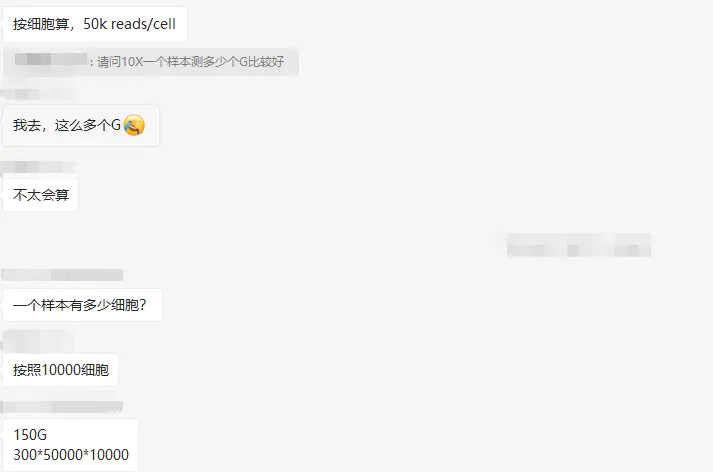 按细胞算，50k reads/cell
: 请问10X一个样本测多少个G比较好
我去，这么多个G
不太会算
一个样本有多少细胞？
按照10000细胞
150G
300*50000*10000